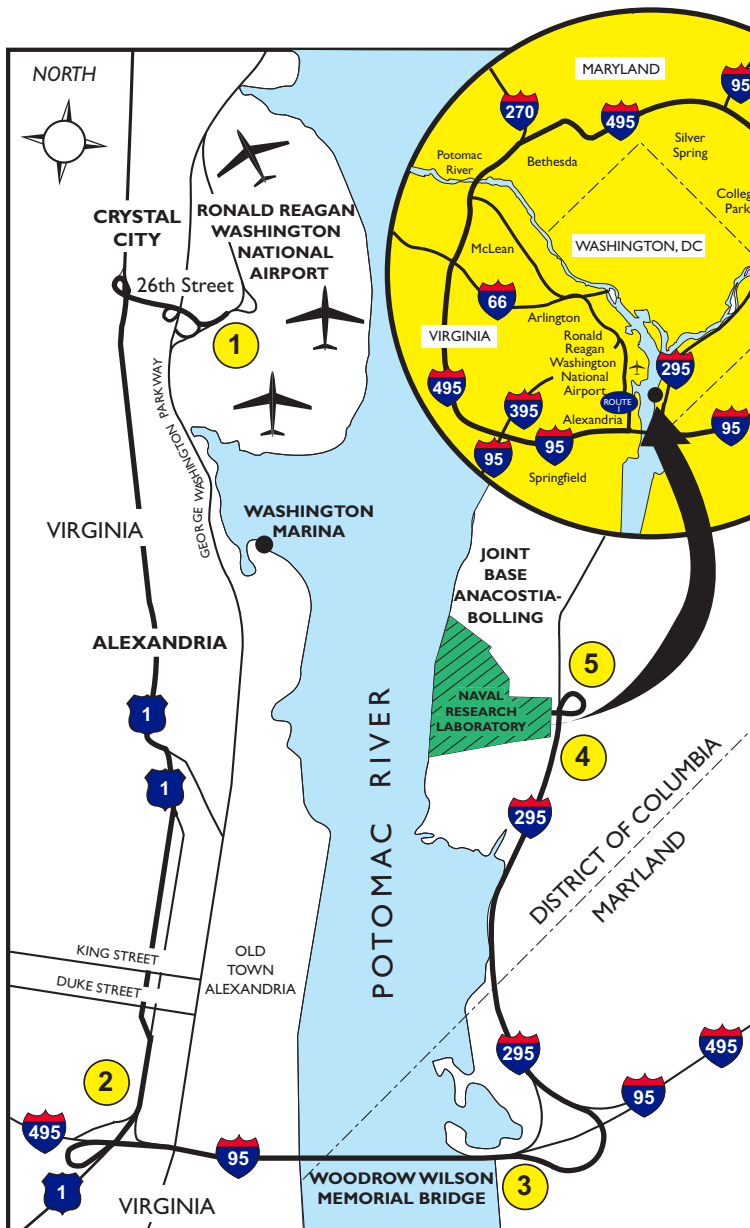 NORTH
CRYSTAL
CITY
RONALD REAGAN
WASHINGTON
NATIONAL
AIRPORT
26th Street
1
GEORGE WASHINGTON PARKWAY
VIRGINIA
WASHINGTON
MARINA
ALEXANDRIA
1
1
POTOMAC RIVER
KING STREET
DUKE STREET
OLD
TOWN
ALEXANDRIA
2
495
1
95
VIRGINIA
WOODROW WILSON
MEMORIAL BRIDGE
3
295
95
495
DISTRICT OF COLUMBIA
MARYLAND
295
4
5
NAVAL
RESEARCH
LABORATORY
JOINT
BASE
ANACOSTIA-
BOLLING
MARYLAND
95
270
495
Silver
Spring
Potomac
River
Bethesda
College
Park
WASHINGTON, DC
McLean
66
Arlington
VIRGINIA
Ronald
Reagan
Washington
National
Airport
295
495
395
ROUTE
1
Alexandria
95
95
95
Springfield